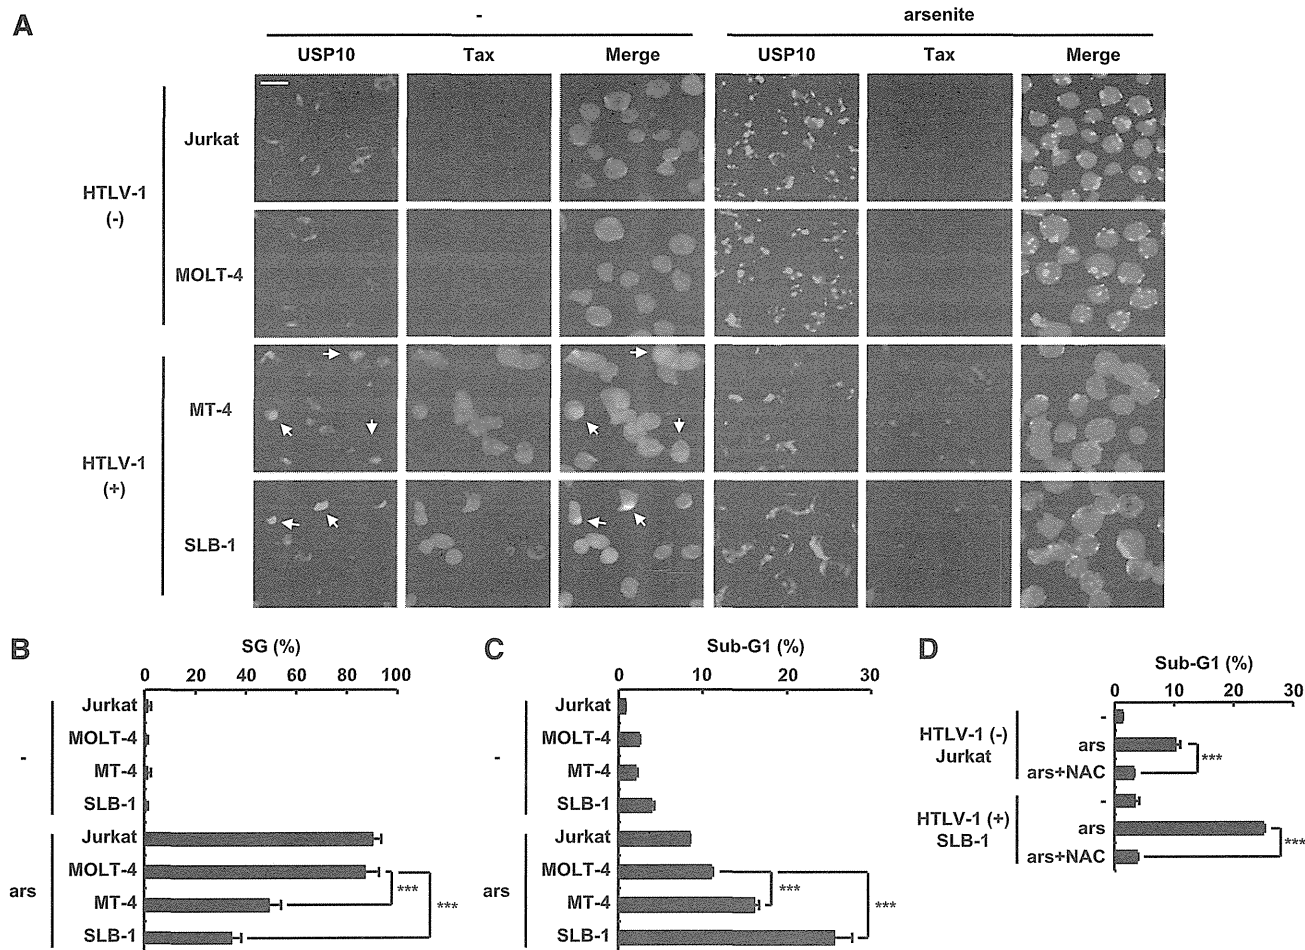 A
-
arsenite
USP10 Tax Merge USP10 Tax Merge
HTLV-1
(-)
Jurkat
MOLT-4
HTLV-1
(+)
MT-4
SLB-1
B
SG (%)
0 20 40 60 80 100
-
Jurkat
MOLT-4
MT-4
SLB-1
ars
Jurkat
MOLT-4
MT-4
SLB-1
***
***
C
Sub-G1 (%)
0 10 20 30
-
Jurkat
MOLT-4
MT-4
SLB-1
ars
Jurkat
MOLT-4
MT-4
SLB-1
***
***
D
Sub-G1 (%)
0 10 20 30
HTLV-1 (-)
Jurkat
-
ars
ars+NAC
***
HTLV-1 (+)
SLB-1
-
ars
ars+NAC
***